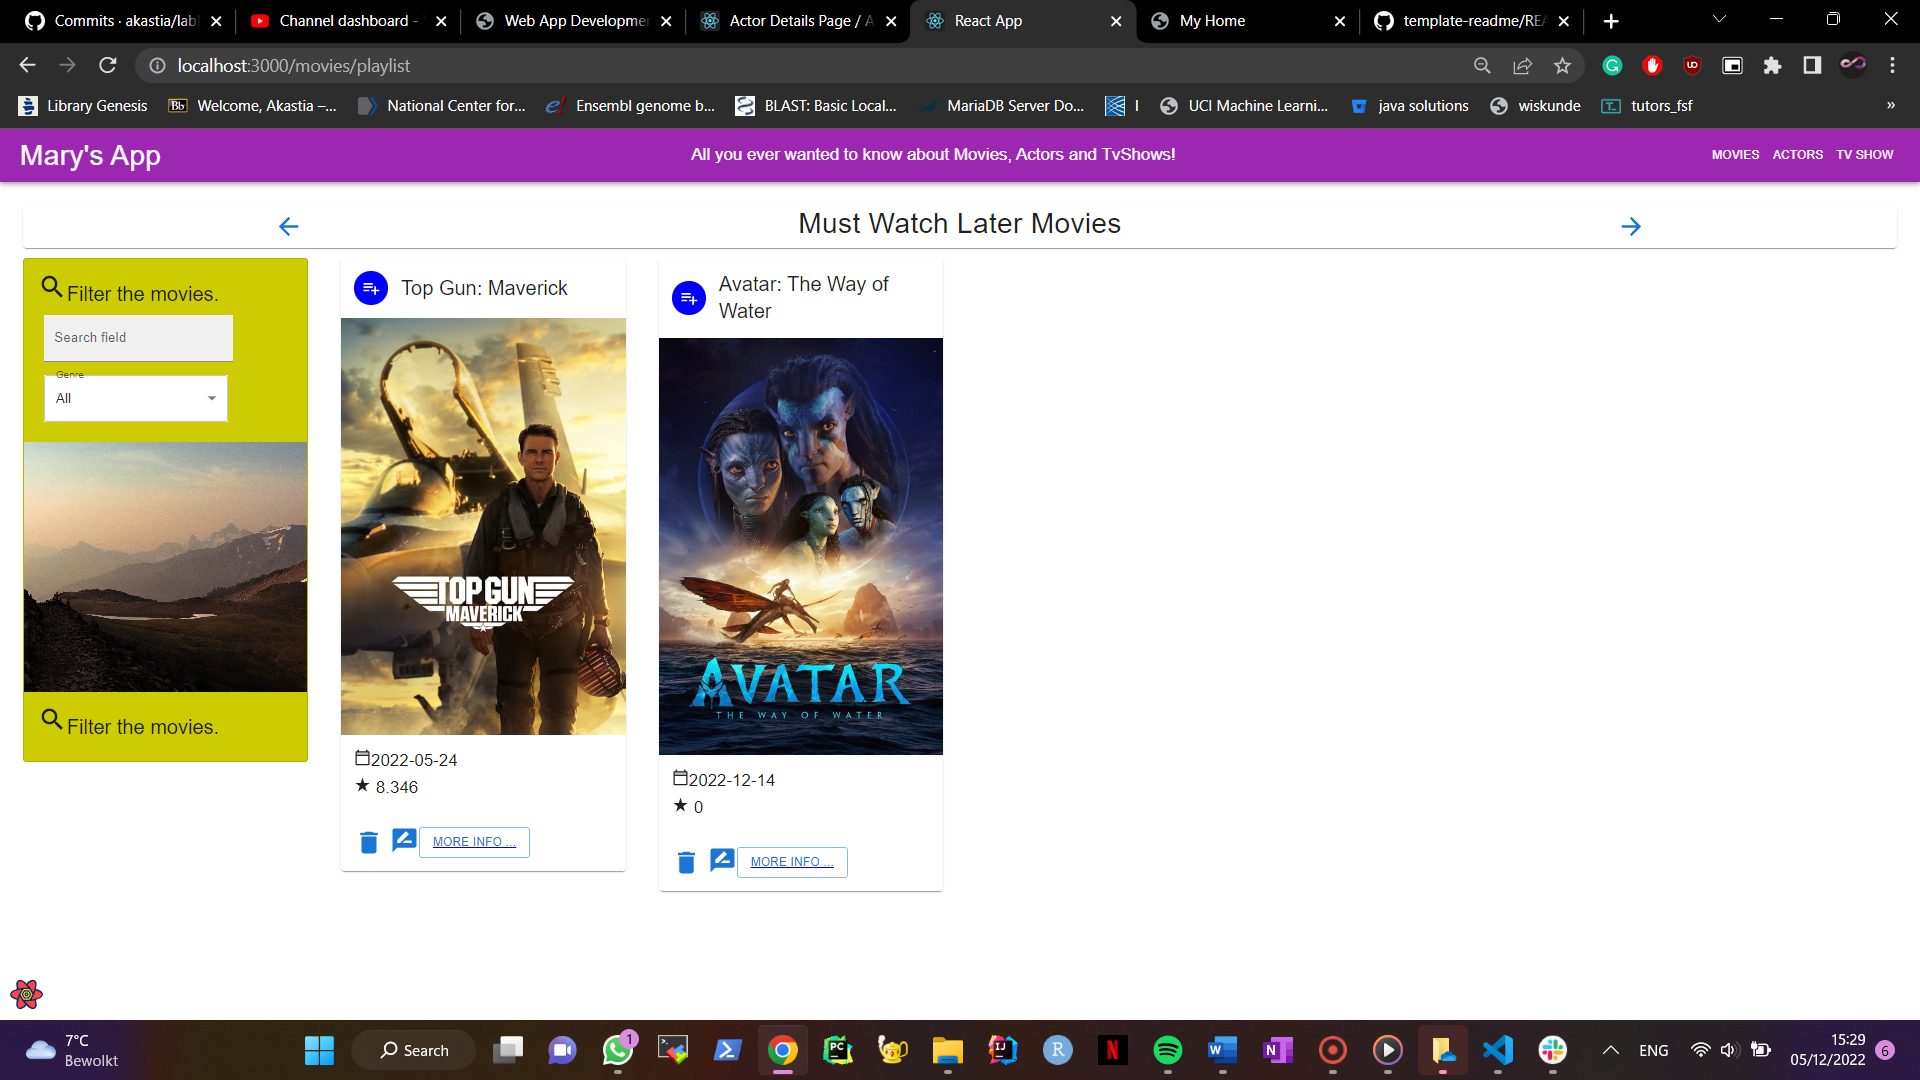 Commits · akastia/lab
Channel dashboard -
Web App Developme
Actor Details Page / A
React App
My Home
template-readme/REA
localhost:3000/movies/playlist
Library Genesis
Bb Welcome, Akastia –...
National Center for...
Ensembl genome b...
BLAST: Basic Local...
MariaDB Server Do...
I
UCI Machine Learni...
java solutions
wiskunde
tutors_fsf
»
Mary's App
All you ever wanted to know about Movies, Actors and TvShows!
MOVIES ACTORS TV SHOW
Must Watch Later Movies
Filter the movies.
Search field
Genre
All
Filter the movies.
Top Gun: Maverick
TOP GUN
MAVERICK
2022-05-24
8.346
MORE INFO ...
Avatar: The Way of
Water
AVATAR
THE WAY OF WATER
2022-12-14
0
MORE INFO ...
7°C
Bewolkt
Search
1
ENG
15:29
05/12/2022
6